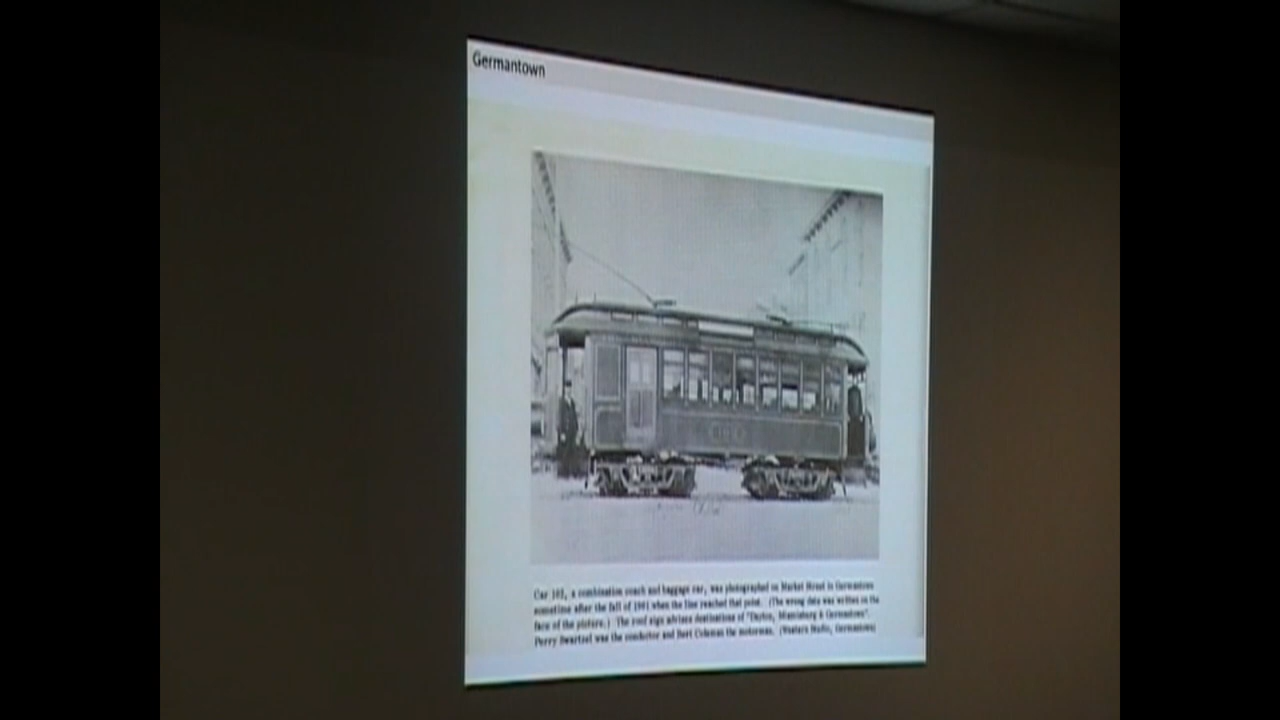 Germantown
Car 102, a combination coach and baggage car, was photographed on Market Street in Germantown
sometime after the fall of 1901 when the line reached that point. (The wrong date was written on the
face of the picture.) The roof sign advises destinations of "Dayton, Miamisburg & Germantown".
Perry Swartzel was the conductor and Bert Coleman the motorman. (Western Studio, Germantown)